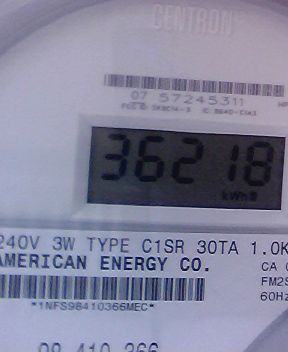 CENTRON
07 57245311
36218
kWh
240V 3W TYPE C1SR 30TA 1.0K
AMERICAN ENERGY CO.
CA
FM2S
60Hz
*1NFS98410366MEC*
98 410 366